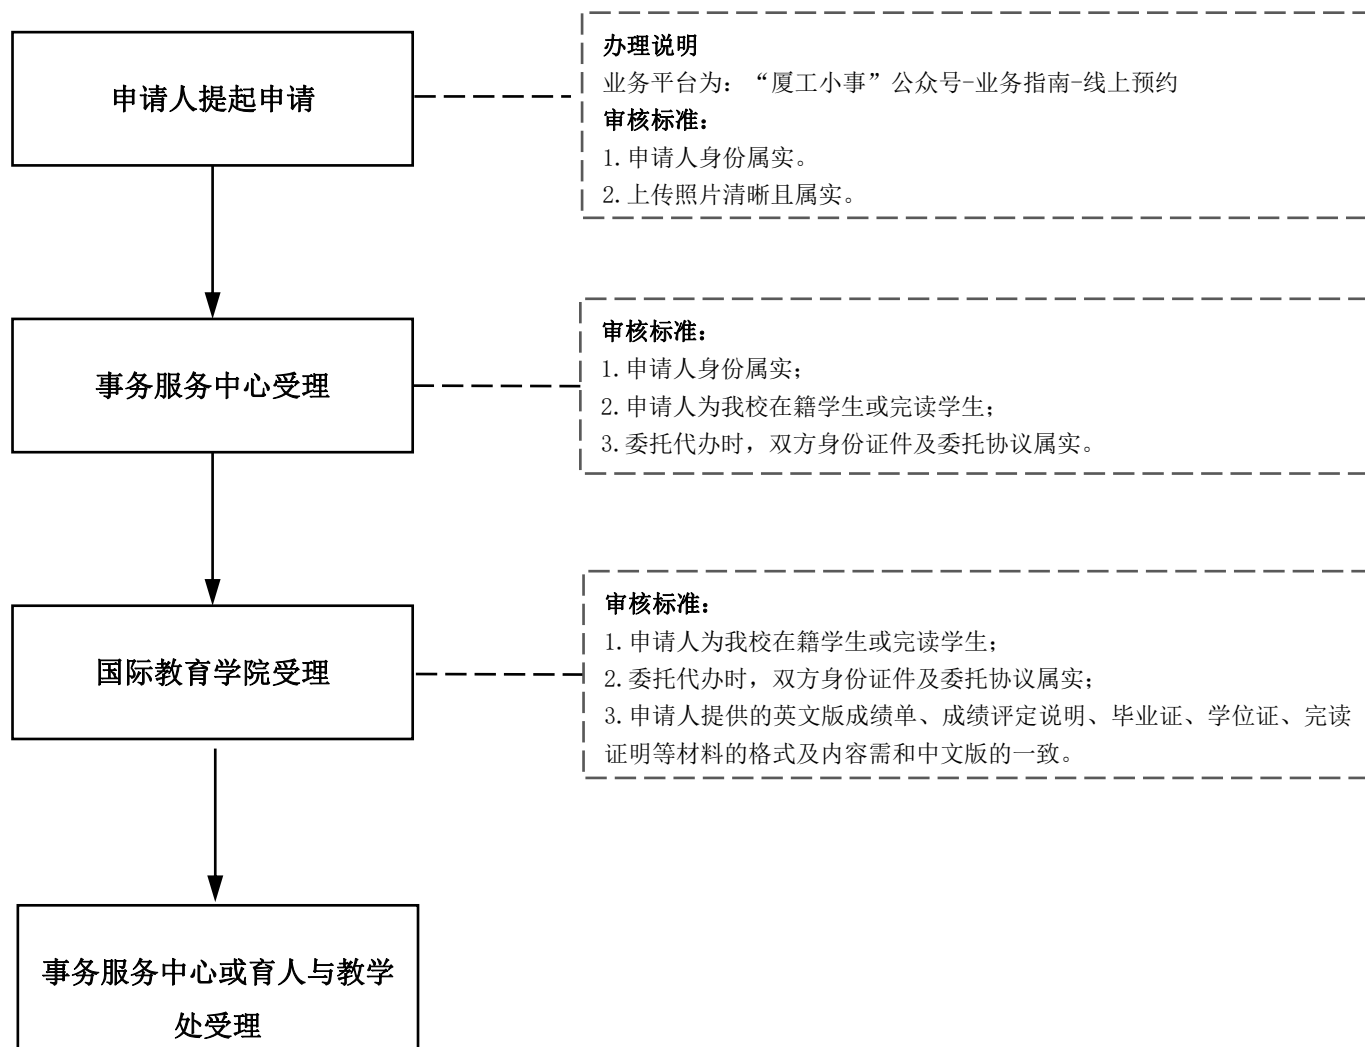 申请人提起申请
办理说明
业务平台为：“厦工小事”公众号-业务指南-线上预约
审核标准：
1.申请人身份属实。
2.上传照片清晰且属实。
事务服务中心受理
审核标准：
1.申请人身份属实；
2.申请人为我校在籍学生或完读学生；
3.委托代办时，双方身份证件及委托协议属实。
国际教育学院受理
审核标准：
1.申请人为我校在籍学生或完读学生；
2.委托代办时，双方身份证件及委托协议属实；
3.申请人提供的英文版成绩单、成绩评定说明、毕业证、学位证、完读
证明等材料的格式及内容需和中文版的一致。
事务服务中心或育人与教学
处受理